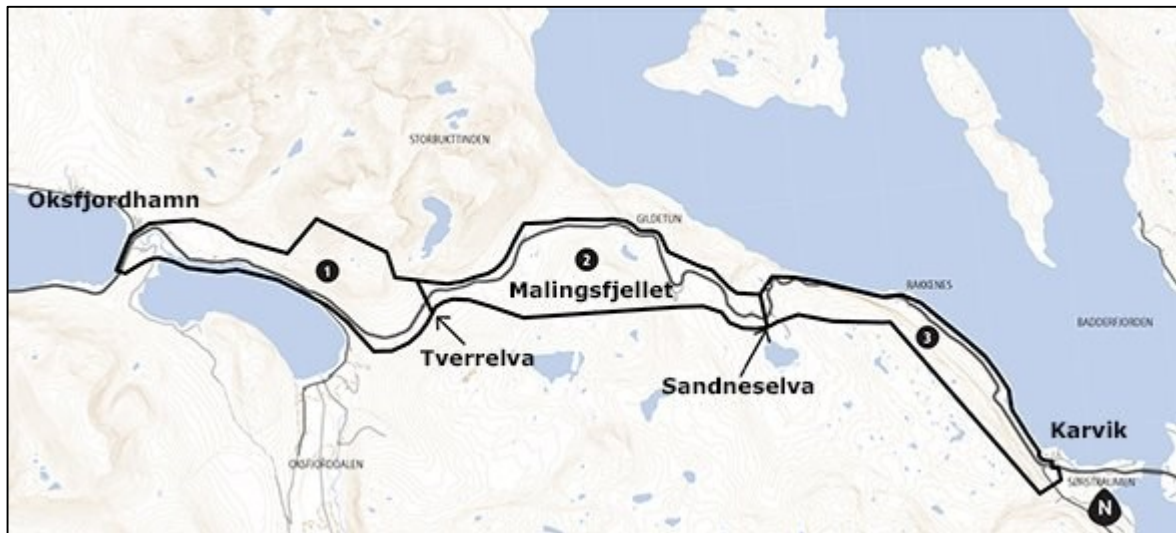 STORBUKTTINDEN
Oksfjordhamn
GILDETUN
1
2
Malingsfjellet
RAKKENES
BADDERFJORDEN
3
Tverrelva
Sandneselva
Karvik
OKSFJORDDALEN
SØRSTRAUMEN
N